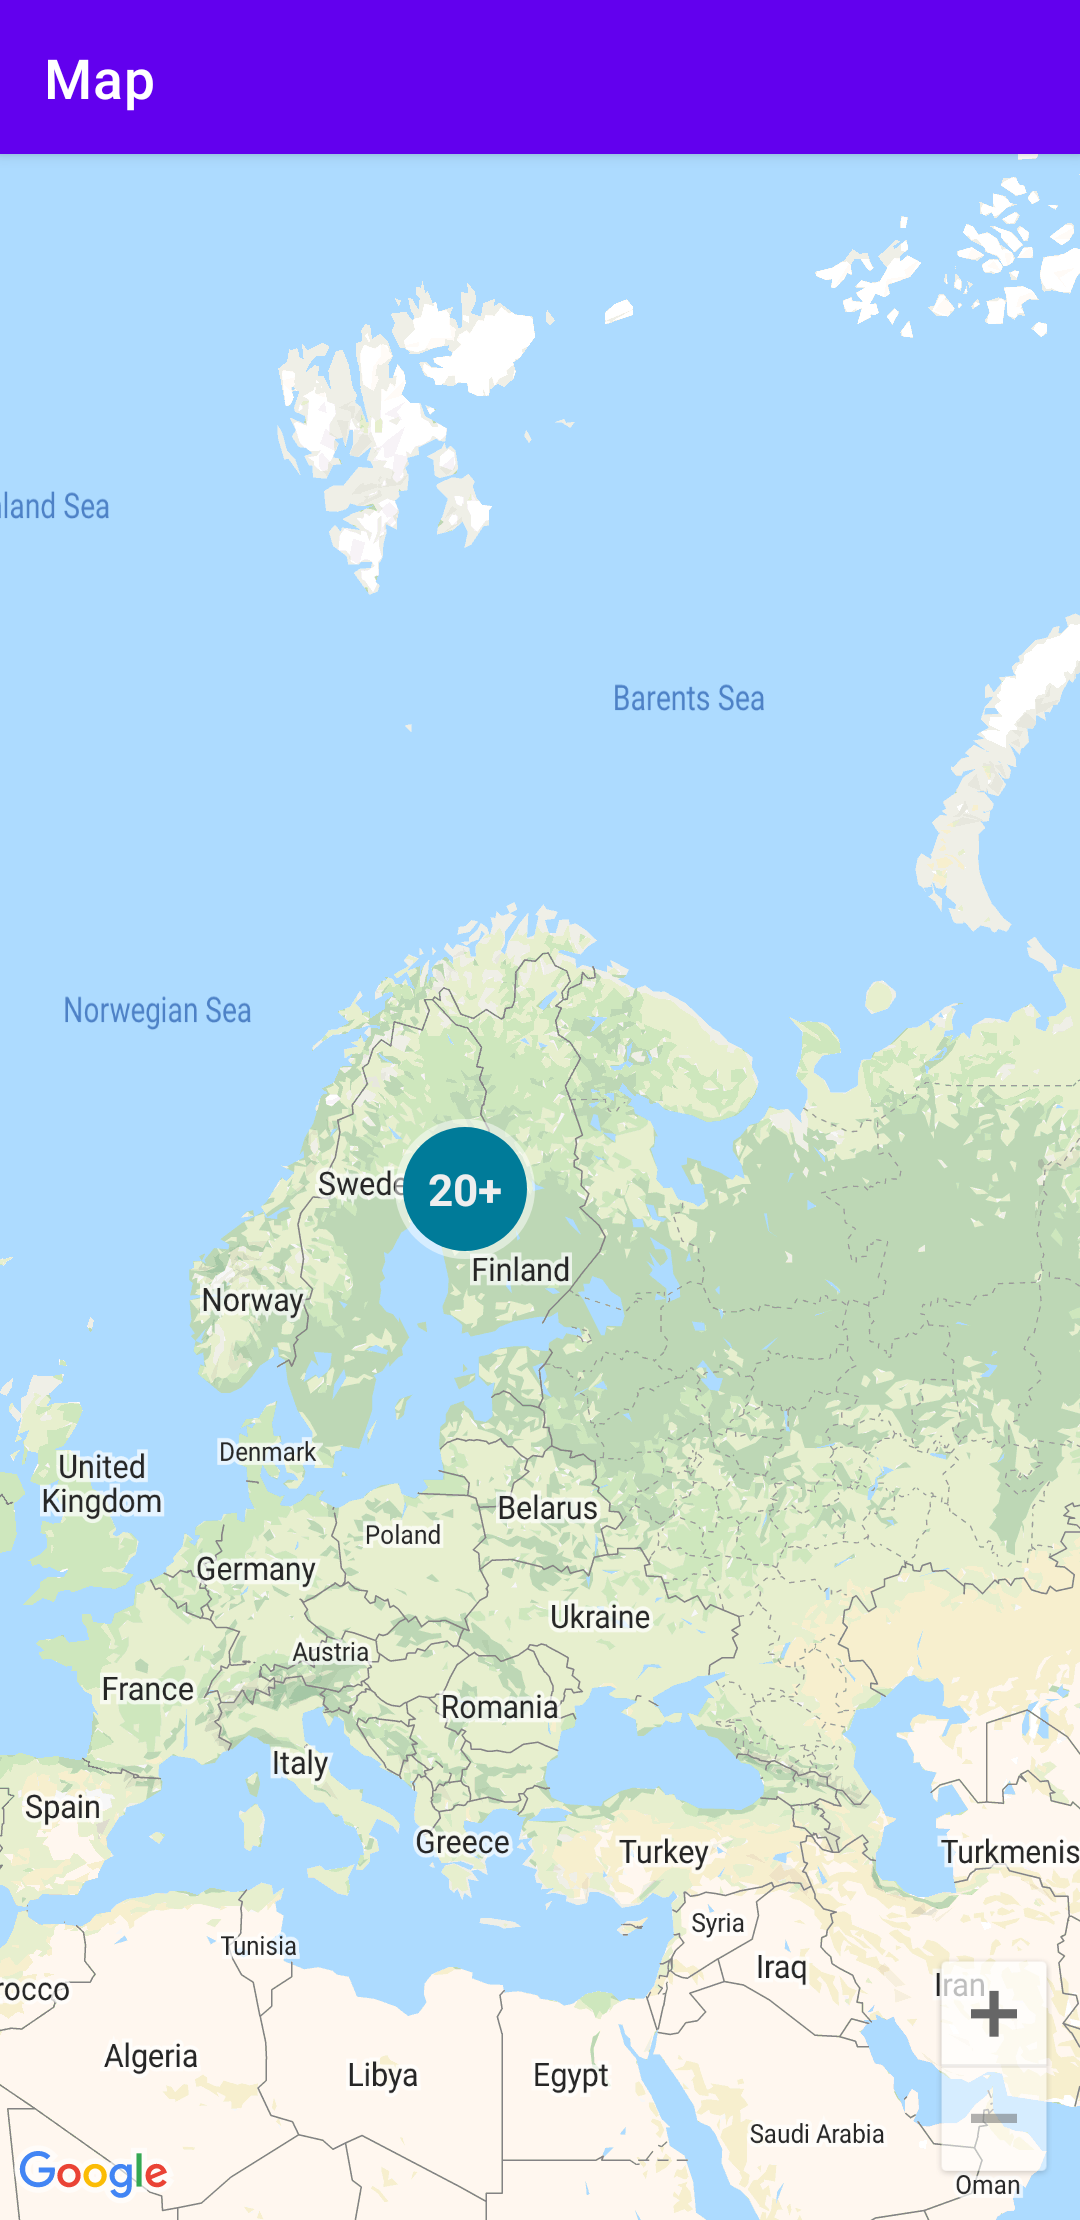 Map
land Sea
Barents Sea
Norwegian Sea
Swede
20+
Finland
Norway
Denmark
United
Kingdom
Belarus
Poland
Germany
Ukraine
Austria
France
Romania
Italy
Spain
Greece
Turkey
Turkmenis
Syria
Tunisia
Iraq
Iran
rocco
Algeria
Libya
Egypt
Saudi Arabia
Google
Oman